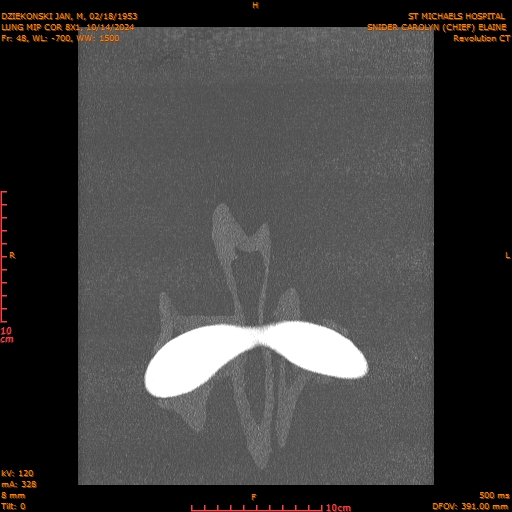 H
DZIEKONSKI JAN, M, 02/18/1953
LUNG MIP COR 8X1, 10/14/2024
Fr: 48, WL: -700, WW: 1500
ST MICHAELS HOSPITAL
SNIDER CAROLYN (CHIEF) ELAINE
Revolution CT
R
L
10
cm
kV: 120
mA: 328
8 mm
Tilt: 0
F
10cm
500 ms
DFOV: 391.00 mm